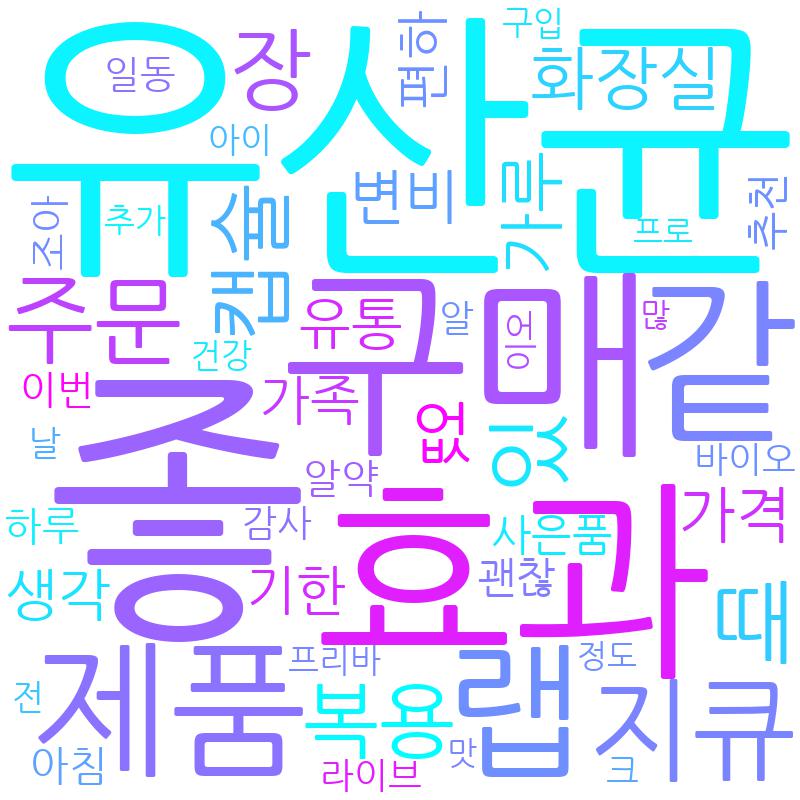 유산균
구입
화장실
장
일동
편하
아이
변비
가루
추천
조아
추가
캡슐
프로
주문
유통
구매
같
알
이어
많
건강
이번
좋
가족
없
있
날
바이오
알약
효과
가격
하루
감사
사은품
생각
기한
괜찮
때
제품
프리바
랩
정도
지큐
전
복용
맛
아침
라이브
크